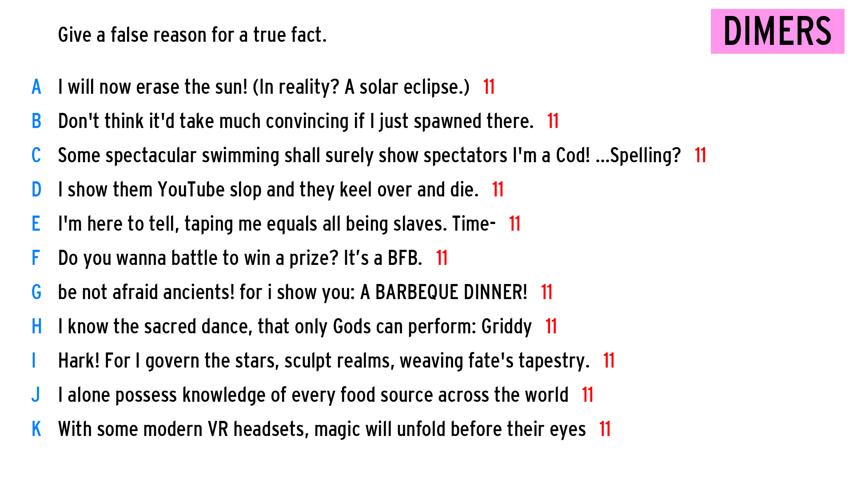 Give a false reason for a true fact.
DIMERS
A I will now erase the sun! (In reality? A solar eclipse.) 11
B Don't think it'd take much convincing if I just spawned there. 11
C Some spectacular swimming shall surely show spectators I'm a Cod! ...Spelling? 11
D I show them YouTube slop and they keel over and die. 11
E I'm here to tell, taping me equals all being slaves. Time- 11
F Do you wanna battle to win a prize? It’s a BFB. 11
G be not afraid ancients! for i show you: A BARBEQUE DINNER! 11
H I know the sacred dance, that only Gods can perform: Griddy 11
I Hark! For I govern the stars, sculpt realms, weaving fate's tapestry. 11
J I alone possess knowledge of every food source across the world 11
K With some modern VR headsets, magic will unfold before their eyes 11